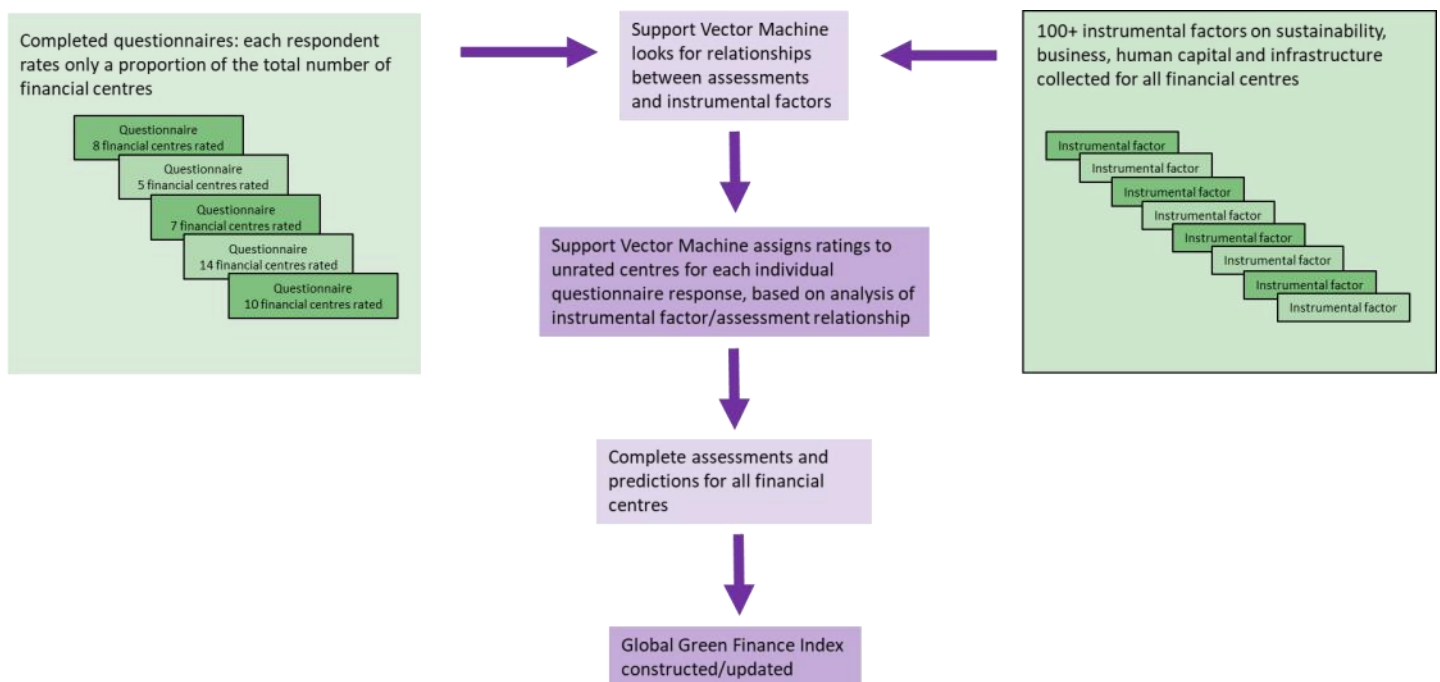 Completed questionnaires: each respondent
rates only a proportion of the total number of
financial centres
Questionnaire
8 financial centres rated
Questionnaire
5 financial centres rated
Questionnaire
7 financial centres rated
Questionnaire
14 financial centres rated
Questionnaire
10 financial centres rated
Support Vector Machine
looks for relationships
between assessments
and instrumental factors
100+ instrumental factors on sustainability,
business, human capital and infrastructure
collected for all financial centres
Instrumental factor
Instrumental factor
Instrumental factor
Instrumental factor
Instrumental factor
Instrumental factor
Instrumental factor
Instrumental factor
Support Vector Machine assigns ratings to
unrated centres for each individual
questionnaire response, based on analysis of
instrumental factor/assessment relationship
Complete assessments and
predictions for all financial
centres
Global Green Finance Index
constructed/updated